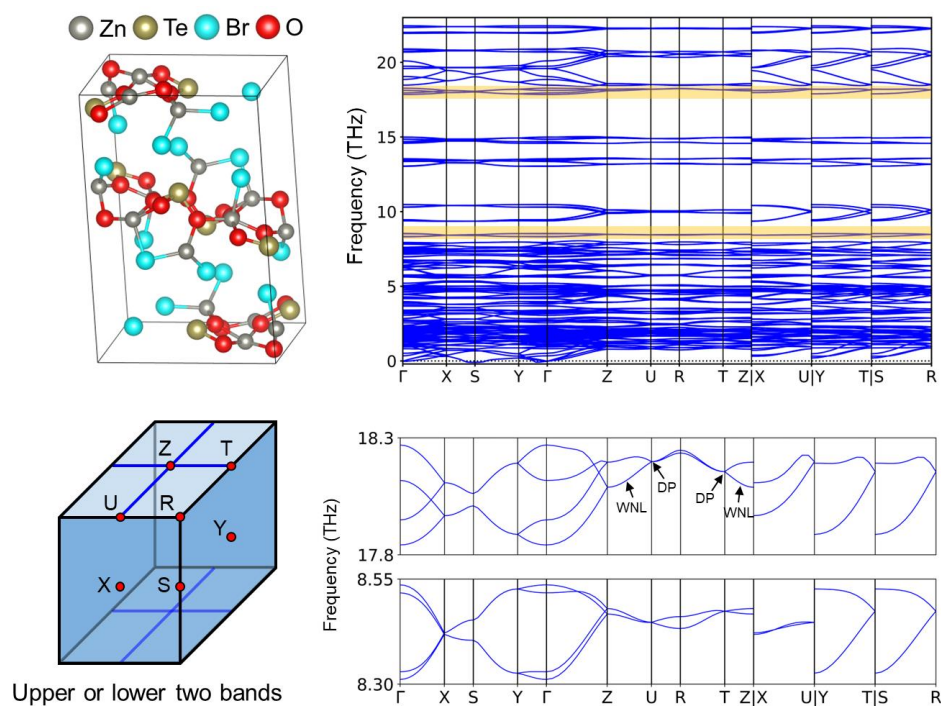 Zn Te Br O
Frequency (THz)
20
15
10
5
0
Γ X S Y Γ Z U R T Z|X U|Y T|S R
Z T
U R
Y
X S
Upper or lower two bands
Frequency (THz)
18.3
17.8
WNL DP DP WNL
8.55
8.30
Γ X S Y Γ Z U R T Z|X U|Y T|S R